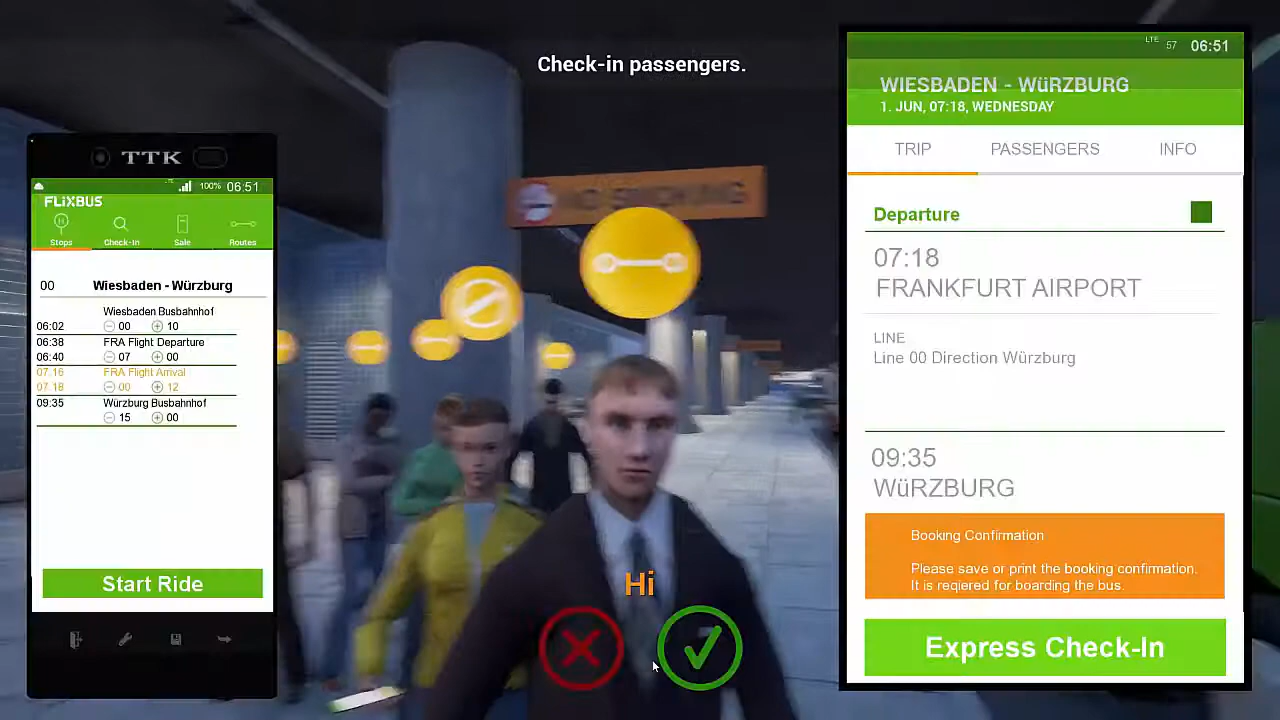 Check-in passengers.
NO SMOKING
TTK
100% 06:51
FLiXBUS
Stops Check-In Sale Routes
00 Wiesbaden - Würzburg
Wiesbaden Busbahnhof
06:02 00 10
06:38 FRA Flight Departure
06:40 07 00
07.16 FRA Flight Arrival
07 18 00 12
09:35 Würzburg Busbahnhof
15 00
Start Ride
Hi
LTE 57 06:51
WIESBADEN - WüRZBURG
1. JUN, 07:18, WEDNESDAY
TRIP PASSENGERS INFO
Departure
07:18
FRANKFURT AIRPORT
LINE
Line 00 Direction Würzburg
09:35
WüRZBURG
Booking Confirmation
Please save or print the booking confirmation.
It is reqiered for boarding the bus.
Express Check-In